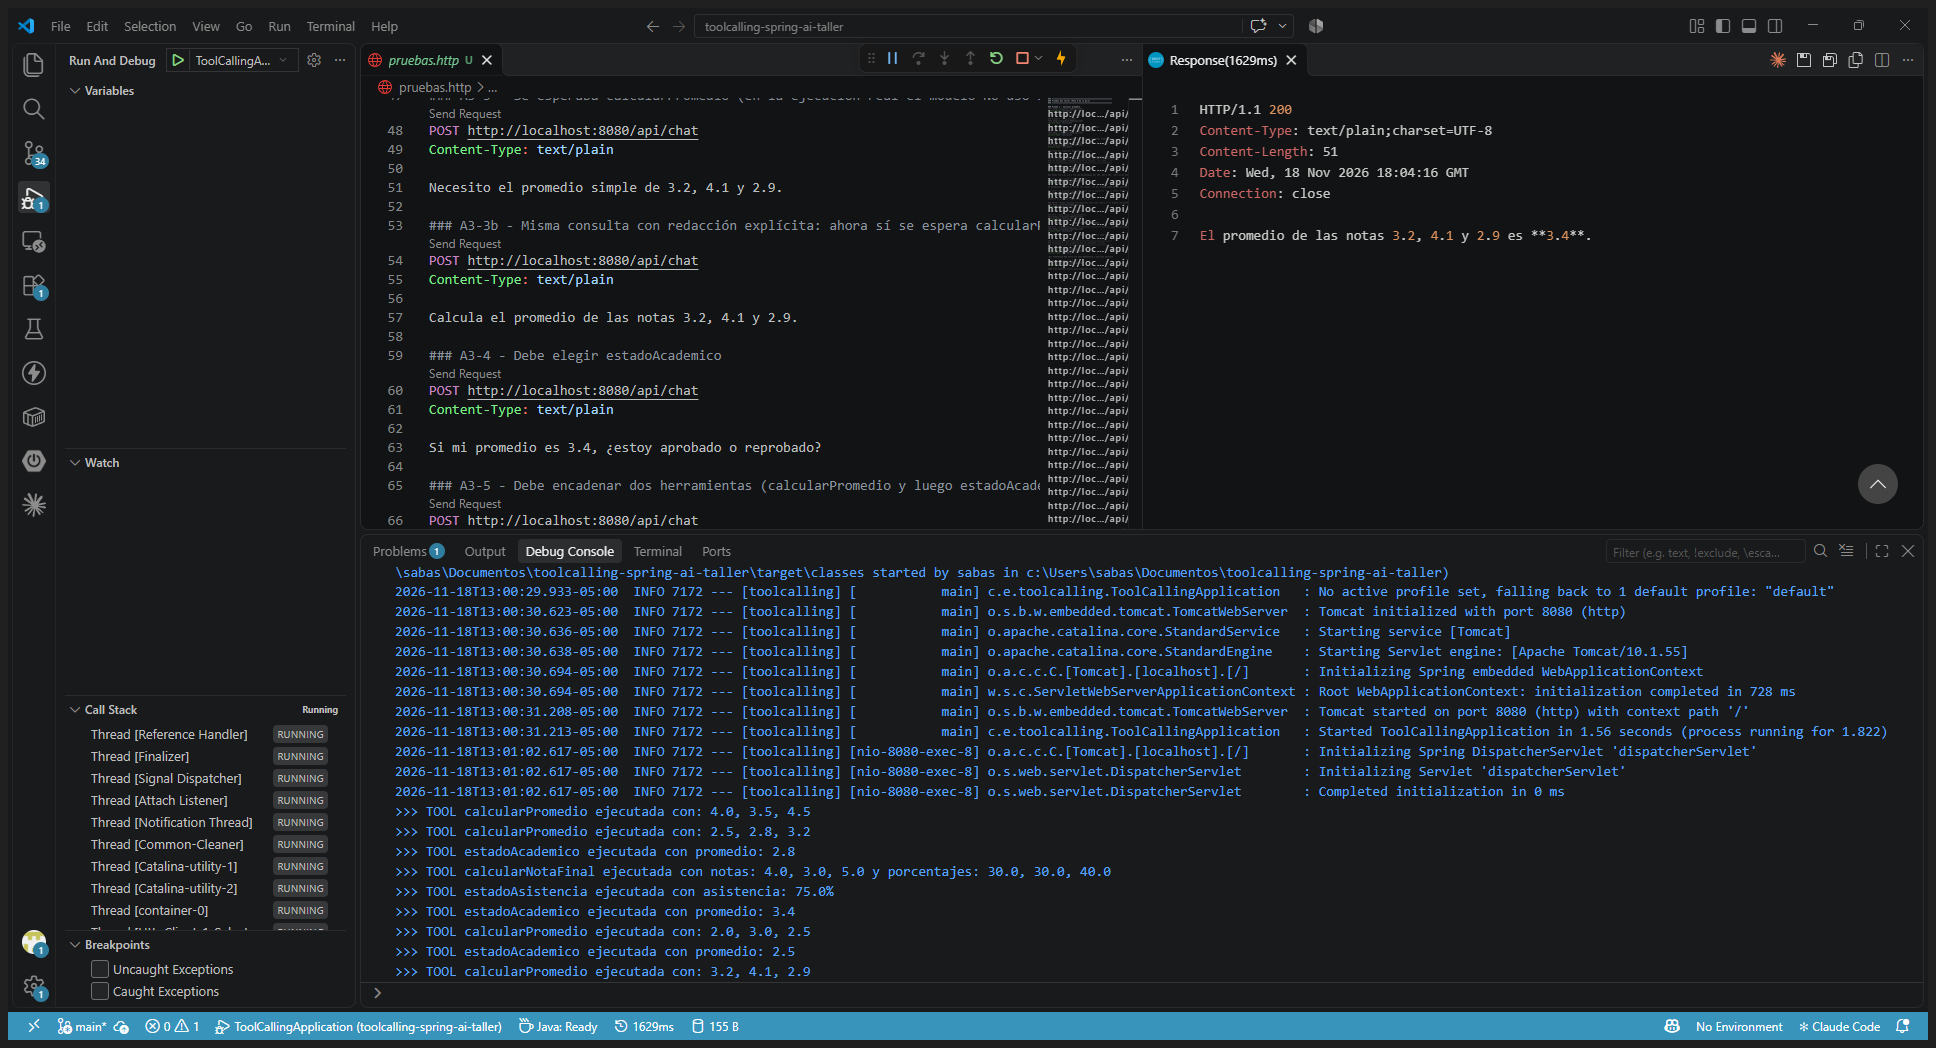 File Edit Selection View Go Run Terminal Help
toolcalling-spring-ai-taller
Run And Debug ToolCallingA...
Variables
Watch
Call Stack Running
Thread [Reference Handler] RUNNING
Thread [Finalizer] RUNNING
Thread [Signal Dispatcher] RUNNING
Thread [Attach Listener] RUNNING
Thread [Notification Thread] RUNNING
Thread [Common-Cleaner] RUNNING
Thread [Catalina-utility-1] RUNNING
Thread [Catalina-utility-2] RUNNING
Thread [container-0] RUNNING
Breakpoints
Uncaught Exceptions
Caught Exceptions
34
1
1
1
1
pruebas.http U
pruebas.http > ...
Send Request
48 POST http://localhost:8080/api/chat
49 Content-Type: text/plain
50
51 Necesito el promedio simple de 3.2, 4.1 y 2.9.
52
53 ### A3-3b - Misma consulta con redacción explícita: ahora sí se espera calcular
Send Request
54 POST http://localhost:8080/api/chat
55 Content-Type: text/plain
56
57 Calcula el promedio de las notas 3.2, 4.1 y 2.9.
58
59 ### A3-4 - Debe elegir estadoAcademico
Send Request
60 POST http://localhost:8080/api/chat
61 Content-Type: text/plain
62
63 Si mi promedio es 3.4, ¿estoy aprobado o reprobado?
64
65 ### A3-5 - Debe encadenar dos herramientas (calcularPromedio y luego estadoAcade
Send Request
66 POST http://localhost:8080/api/chat
Response(1629ms)
1 HTTP/1.1 200
2 Content-Type: text/plain;charset=UTF-8
3 Content-Length: 51
4 Date: Wed, 18 Nov 2026 18:04:16 GMT
5 Connection: close
6
7 El promedio de las notas 3.2, 4.1 y 2.9 es **3.4**.
Problems 1 Output Debug Console Terminal Ports
Filter (e.g. text, !exclude, \esca...
\sabas\Documentos\toolcalling-spring-ai-taller\target\classes started by sabas in c:\Users\sabas\Documentos\toolcalling-spring-ai-taller)
2026-11-18T13:00:29.933-05:00 INFO 7172 --- [toolcalling] [ main] c.e.toolcalling.ToolCallingApplication : No active profile set, falling back to 1 default profile: "default"
2026-11-18T13:00:30.623-05:00 INFO 7172 --- [toolcalling] [ main] o.s.b.w.embedded.tomcat.TomcatWebServer : Tomcat initialized with port 8080 (http)
2026-11-18T13:00:30.636-05:00 INFO 7172 --- [toolcalling] [ main] o.apache.catalina.core.StandardService : Starting service [Tomcat]
2026-11-18T13:00:30.638-05:00 INFO 7172 --- [toolcalling] [ main] o.apache.catalina.core.StandardEngine : Starting Servlet engine: [Apache Tomcat/10.1.55]
2026-11-18T13:00:30.694-05:00 INFO 7172 --- [toolcalling] [ main] o.a.c.c.C.[Tomcat].[localhost].[/] : Initializing Spring embedded WebApplicationContext
2026-11-18T13:00:30.694-05:00 INFO 7172 --- [toolcalling] [ main] w.s.c.ServletWebServerApplicationContext : Root WebApplicationContext: initialization completed in 728 ms
2026-11-18T13:00:31.208-05:00 INFO 7172 --- [toolcalling] [ main] o.s.b.w.embedded.tomcat.TomcatWebServer : Tomcat started on port 8080 (http) with context path '/'
2026-11-18T13:00:31.213-05:00 INFO 7172 --- [toolcalling] [ main] c.e.toolcalling.ToolCallingApplication : Started ToolCallingApplication in 1.56 seconds (process running for 1.822)
2026-11-18T13:01:02.617-05:00 INFO 7172 --- [toolcalling] [nio-8080-exec-8] o.a.c.c.C.[Tomcat].[localhost].[/] : Initializing Spring DispatcherServlet 'dispatcherServlet'
2026-11-18T13:01:02.617-05:00 INFO 7172 --- [toolcalling] [nio-8080-exec-8] o.s.web.servlet.DispatcherServlet : Initializing Servlet 'dispatcherServlet'
2026-11-18T13:01:02.617-05:00 INFO 7172 --- [toolcalling] [nio-8080-exec-8] o.s.web.servlet.DispatcherServlet : Completed initialization in 0 ms
>>> TOOL calcularPromedio ejecutada con: 4.0, 3.5, 4.5
>>> TOOL calcularPromedio ejecutada con: 2.5, 2.8, 3.2
>>> TOOL estadoAcademico ejecutada con promedio: 2.8
>>> TOOL calcularNotaFinal ejecutada con notas: 4.0, 3.0, 5.0 y porcentajes: 30.0, 30.0, 40.0
>>> TOOL estadoAsistencia ejecutada con asistencia: 75.0%
>>> TOOL estadoAcademico ejecutada con promedio: 3.4
>>> TOOL calcularPromedio ejecutada con: 2.0, 3.0, 2.5
>>> TOOL estadoAcademico ejecutada con promedio: 2.5
>>> TOOL calcularPromedio ejecutada con: 3.2, 4.1, 2.9
main* 0 1 ToolCallingApplication (toolcalling-spring-ai-taller) Java: Ready 1629ms 155 B No Environment Claude Code